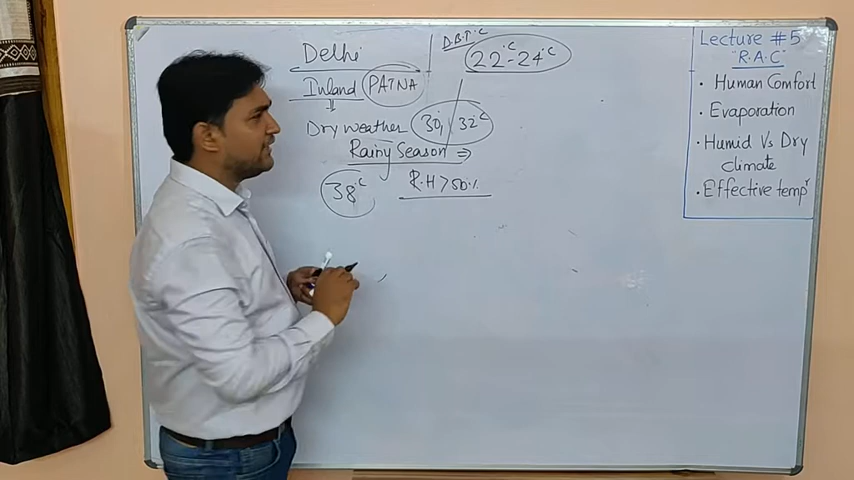 Delhi
D.B.T °C
22°C - 24°C
Inland PATNA
Dry weather 30, 32°C
Rainy Season ⇒
38°C R.H > 50%
Lecture #5
"R.A.C"
• Human Comfort
• Evaporation
• Humid Vs Dry
climate
• Effective tempr